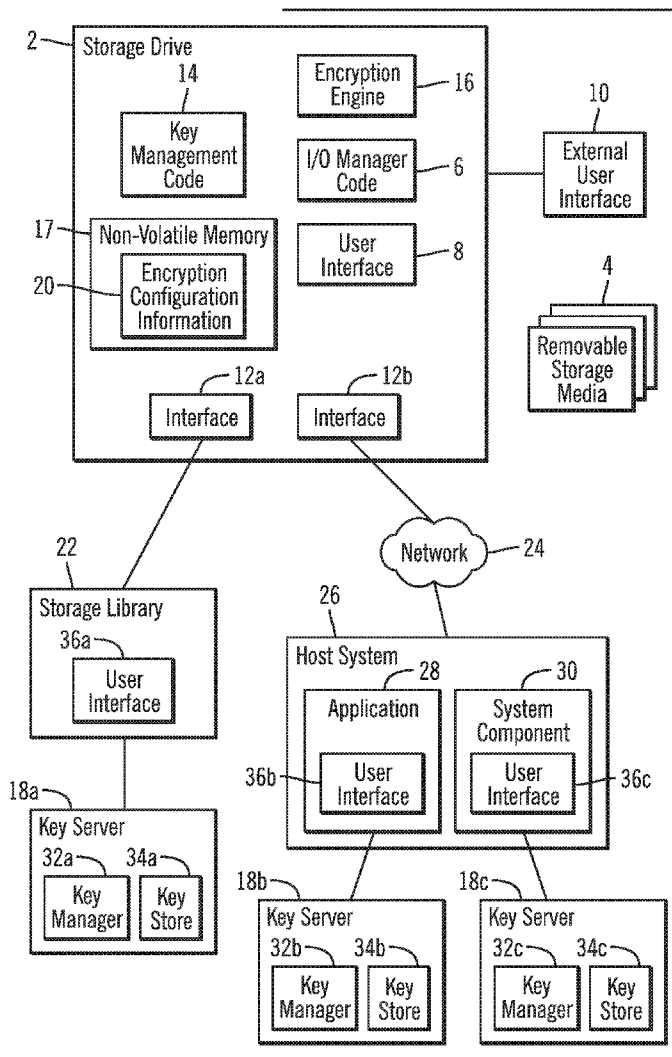 2
Storage Drive
14
Key
Management
Code
Encryption
Engine
16
I/O Manager
Code
6
10
External
User
Interface
17
Non-Volatile Memory
20
Encryption
Configuration
Information
User
Interface
8
4
Removable
Storage
Media
12a
Interface
12b
Interface
Network
24
22
Storage Library
36a
User
Interface
26
Host System
28
Application
36b
User
Interface
30
System
Component
User
Interface
36c
18a
Key Server
32a
Key
Manager
34a
Key
Store
18b
Key Server
32b
Key
Manager
34b
Key
Store
18c
Key Server
32c
Key
Manager
34c
Key
Store